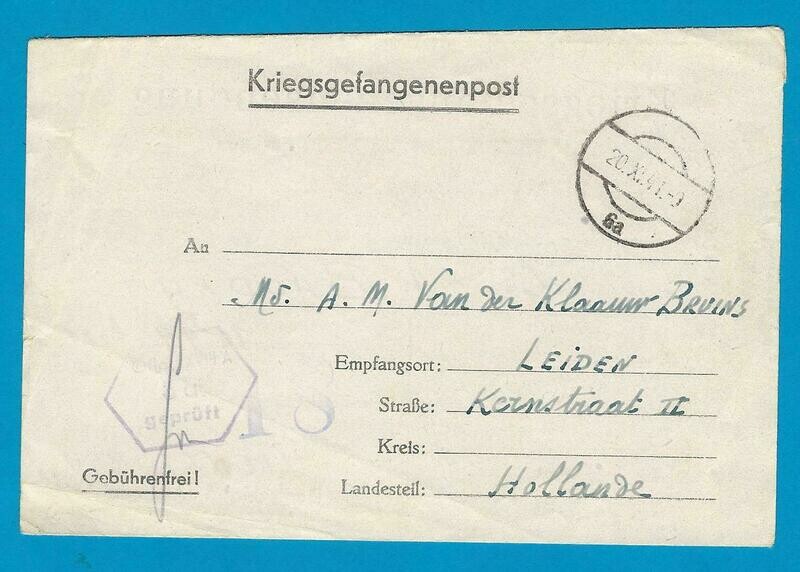 Kriegsgefangenenpost
20.XI.41.-9
6a
An
A. M. Van der Klaauw Bruins
Empfangsort: LEIDEN
Straße: Kernstraat II
Kreis:
18
geprüft
Gebührenfrei!
Landesteil: Hollande